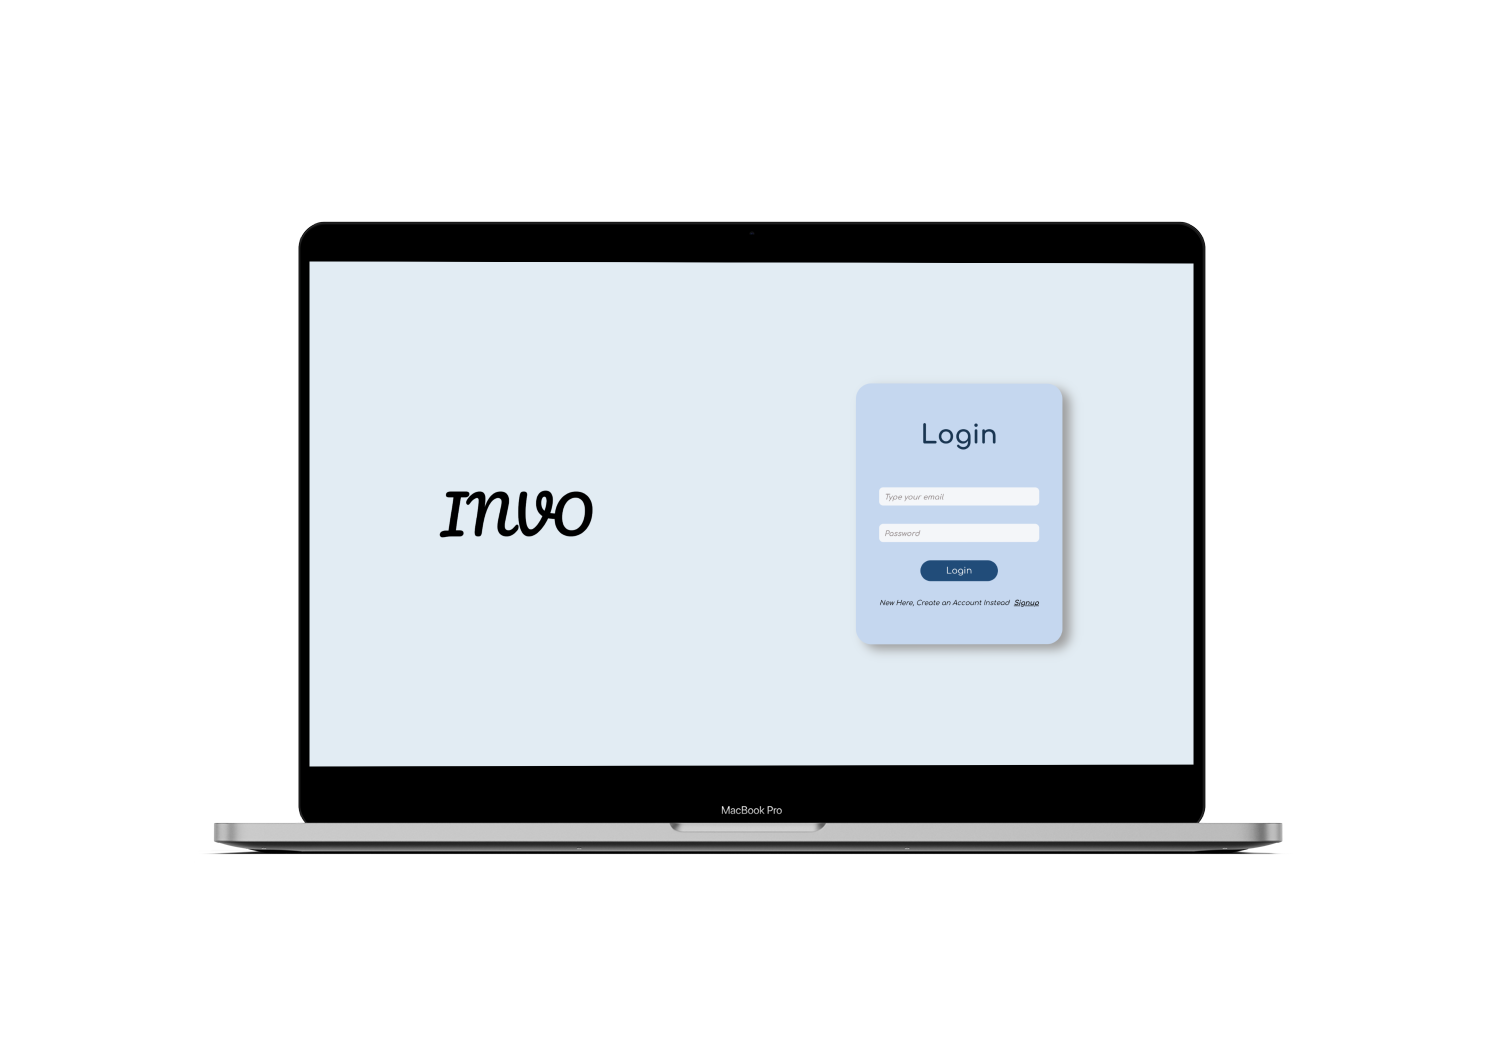 INVO
Login
Type your email
Password
Login
New Here, Create an Account Instead Signup
MacBook Pro